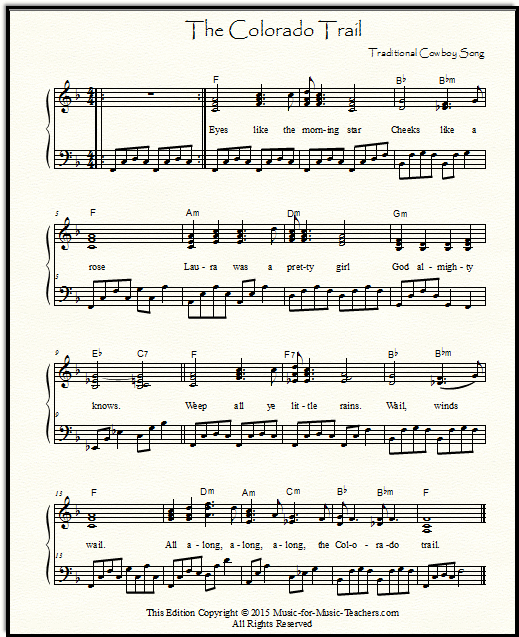 The Colorado Trail
Traditional Cowboy Song
F B♭ B♭m
Eyes like the morn-ing star Cheeks like a
5 F Am Dm Gm
rose Lau - ra was a pret-ty girl God al - migh - ty
5
9 E♭ C7 F F7 B♭ B♭m
knows. Weep all ye lit - tle rains. Wail, winds
9
13 F Dm Am Cm B♭ B♭m F
wail. All a - long, a - long, a - long, the Col-o - ra-do trail.
13
This Edition Copyright © 2015 Music-for-Music-Teachers.com
All Rights Reserved